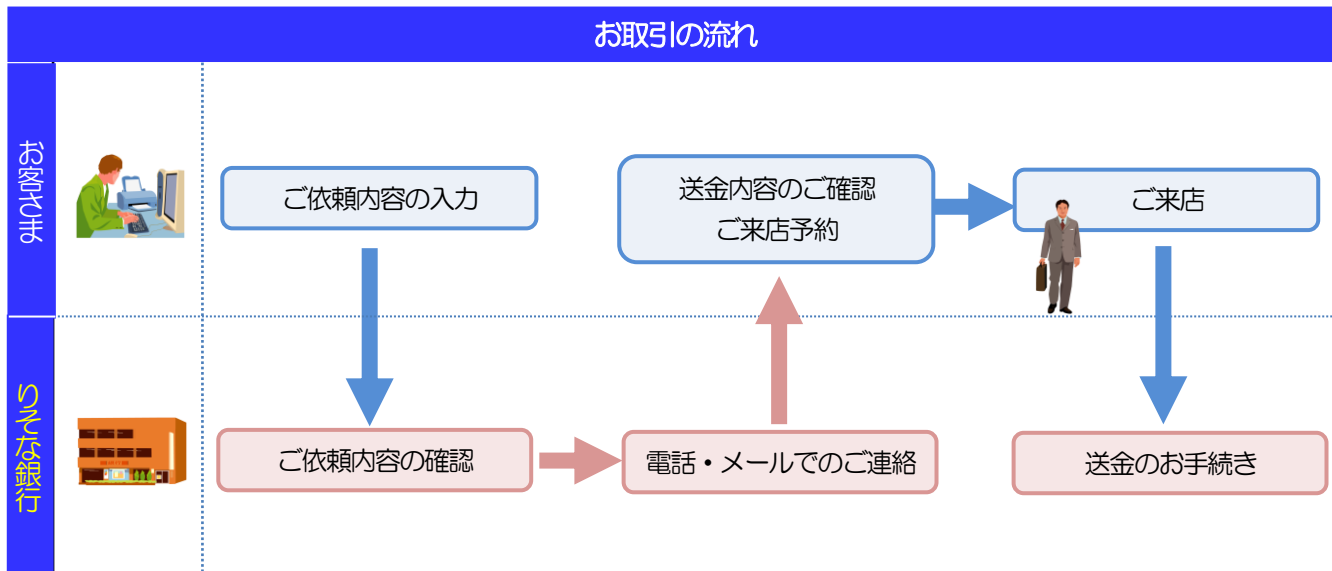 お取引の流れ
お客さま
ご依頼内容の入力
送金内容のご確認
ご来店予約
ご来店
りそな銀行
ご依頼内容の確認
電話・メールでのご連絡
送金のお手続き